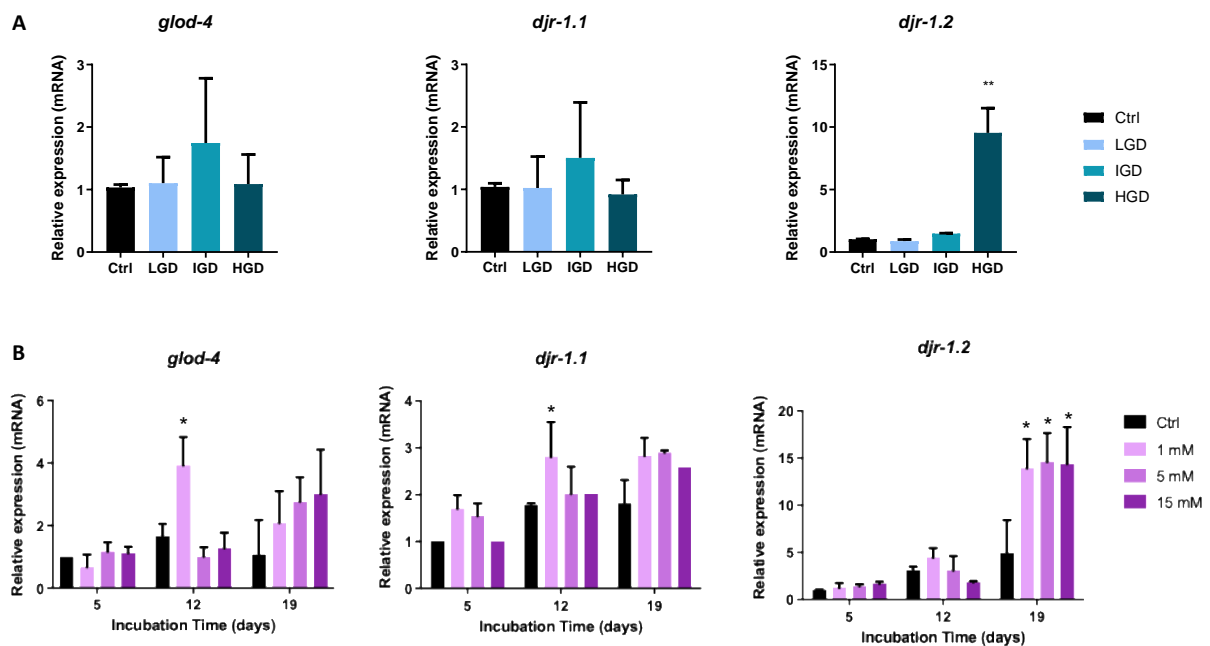 A
glod-4
djr-1.1
djr-1.2
Relative expression (mRNA)
3
2
1
0
Ctrl LGD IGD HGD
Relative expression (mRNA)
3
2
1
0
Ctrl LGD IGD HGD
Relative expression (mRNA)
15
10
5
0
**
Ctrl LGD IGD HGD
Ctrl
LGD
IGD
HGD
B
glod-4
djr-1.1
djr-1.2
Relative expression (mRNA)
6
4
2
0
*
5 12 19
Incubation Time (days)
Relative expression (mRNA)
4
3
2
1
0
*
5 12 19
Incubation Time (days)
Relative expression (mRNA)
20
15
10
5
0
* * *
5 12 19
Incubation Time (days)
Ctrl
1 mM
5 mM
15 mM